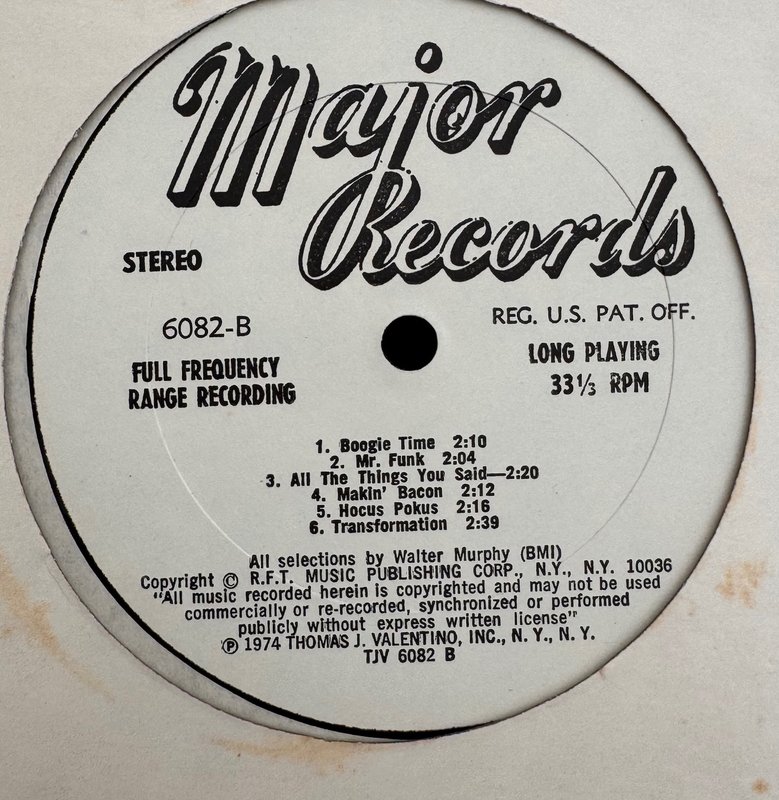 Major
Records
STEREO
6082-B
REG. U.S. PAT. OFF.
FULL FREQUENCY
RANGE RECORDING
LONG PLAYING
33⅓ RPM
1. Boogie Time 2:10
2. Mr. Funk 2:04
3. All The Things You Said—2:20
4. Makin' Bacon 2:12
5. Hocus Pokus 2:16
6. Transformation 2:39
All selections by Walter Murphy (BMI)
Copyright © R.F.T. MUSIC PUBLISHING CORP., N.Y., N.Y. 10036
"All music recorded herein is copyrighted and may not be used
commercially or re-recorded, synchronized or performed
publicly without express written license"
℗ 1974 THOMAS J. VALENTINO, INC., N.Y., N.Y.
TJV 6082 B